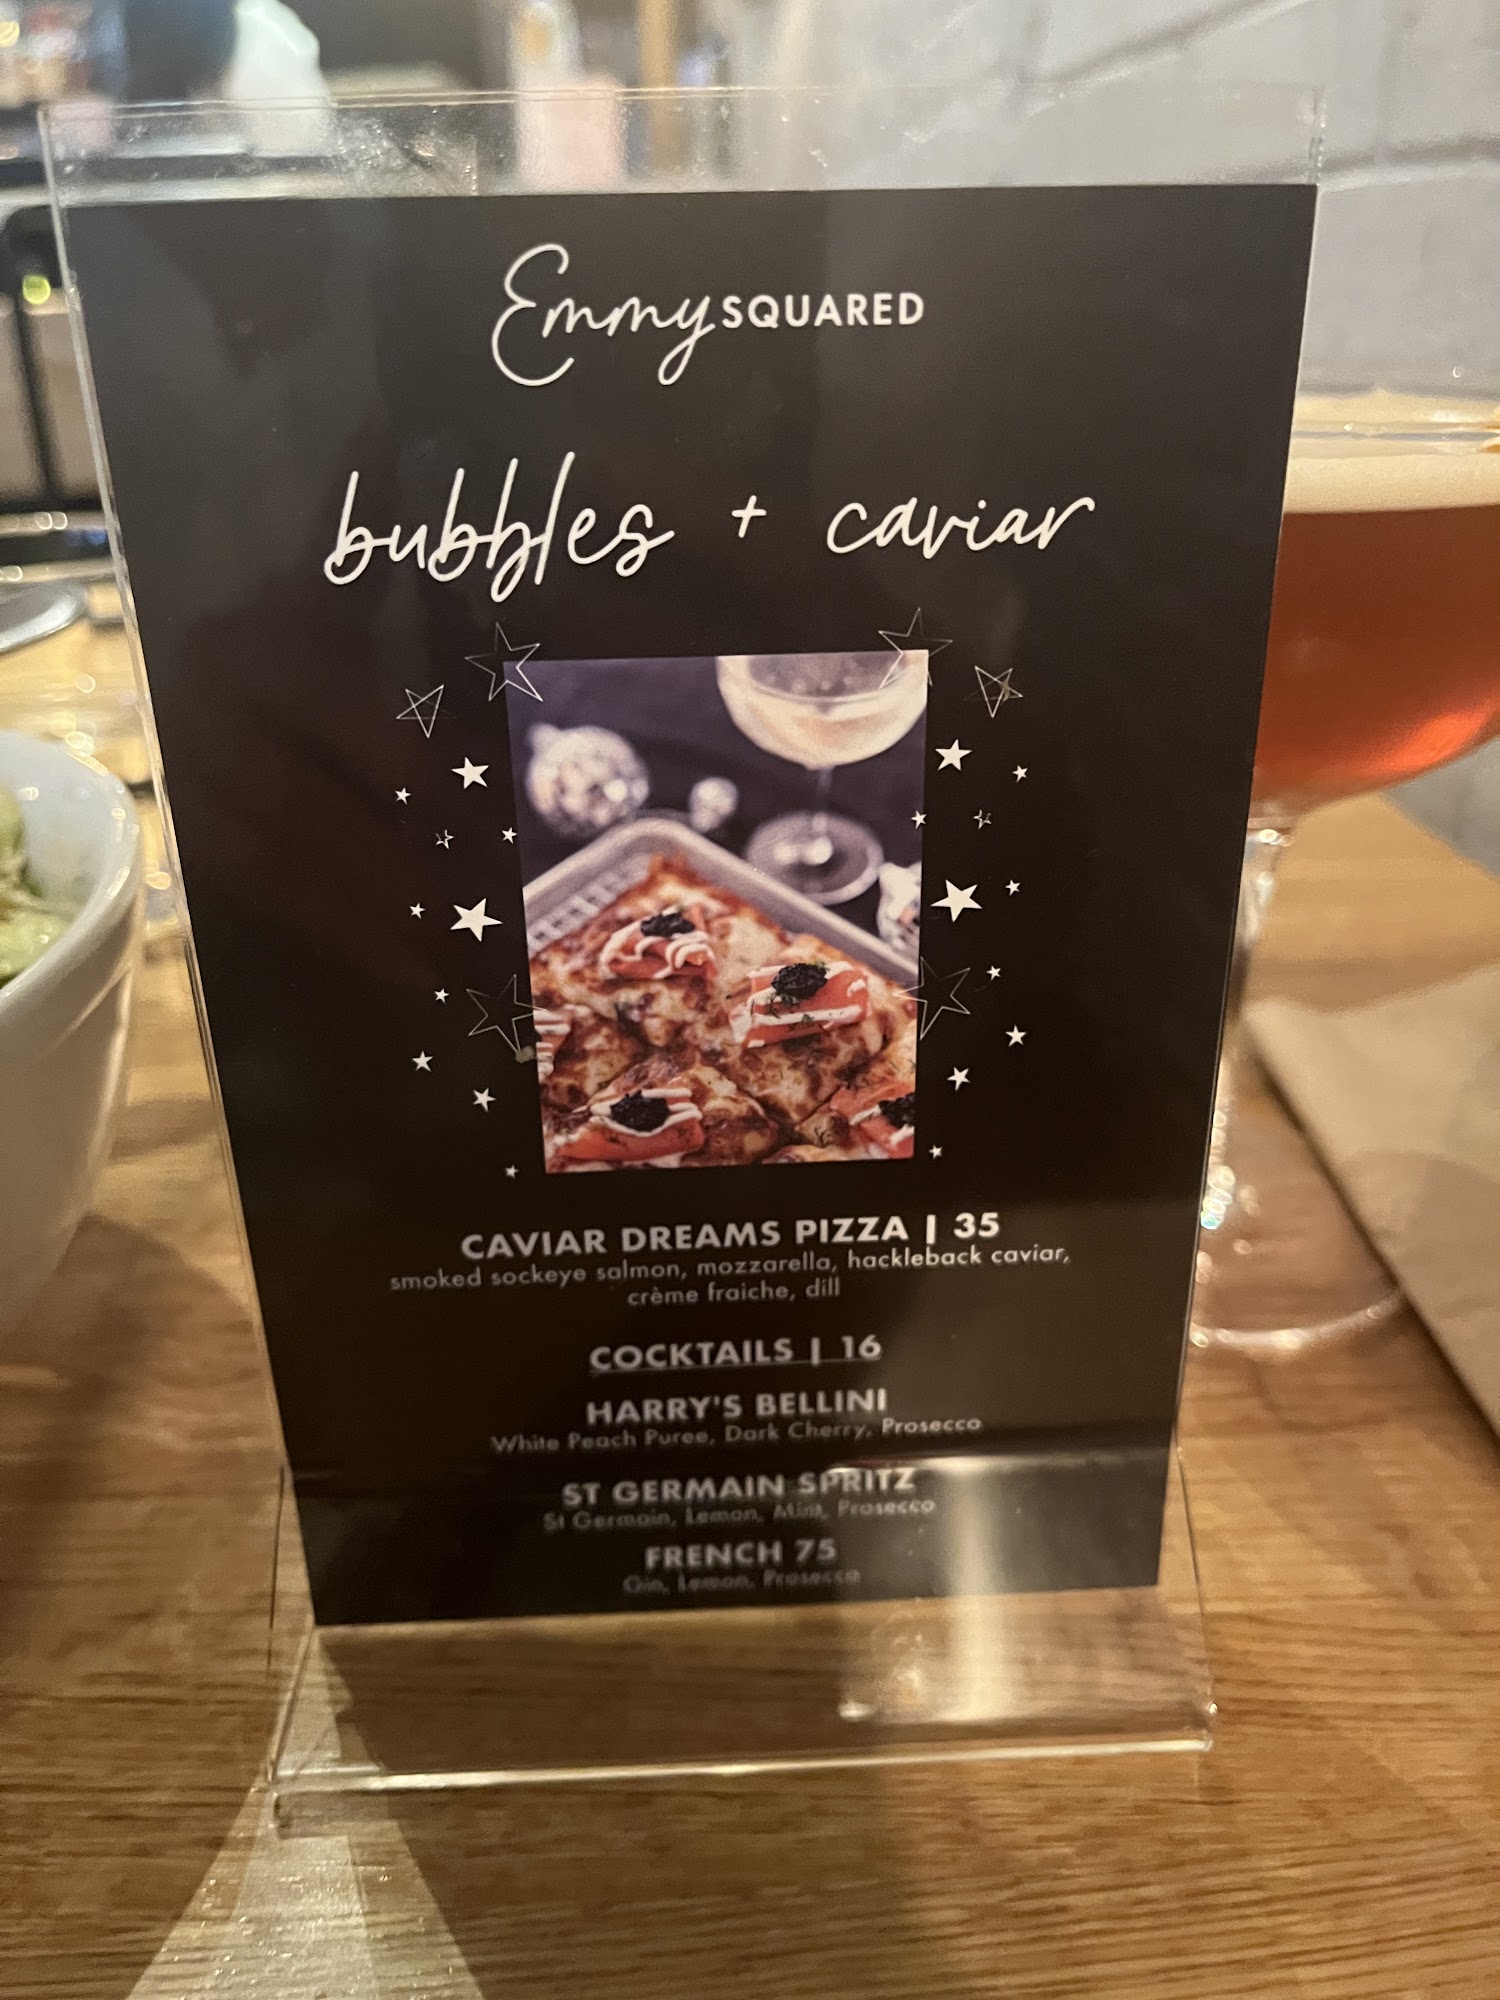 Emmy SQUARED
bubbles + caviar
CAVIAR DREAMS PIZZA | 35
smoked sockeye salmon, mozzarella, hackleback caviar,
crème fraiche, dill
COCKTAILS | 16
HARRY'S BELLINI
White Peach Puree, Dark Cherry, Prosecco
ST GERMAIN SPRITZ
St Germain, Lemon, Mint, Prosecco
FRENCH 75
Gin, Lemon, Prosecco